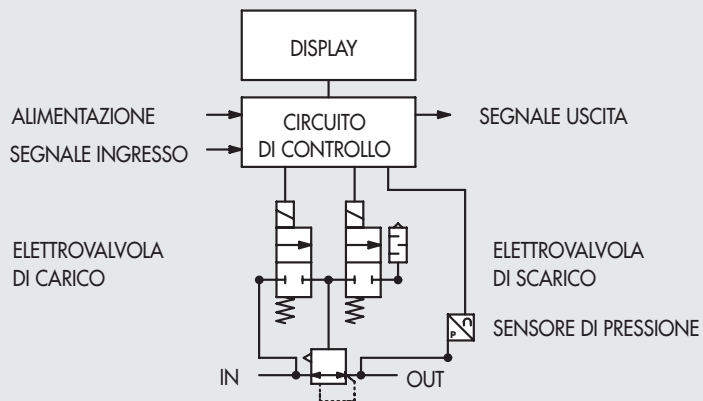 DISPLAY
ALIMENTAZIONE
SEGNALE INGRESSO
CIRCUITO
DI CONTROLLO
SEGNALE USCITA
ELETTROVALVOLA
DI CARICO
ELETTROVALVOLA
DI SCARICO
P
SENSORE DI PRESSIONE
IN
OUT